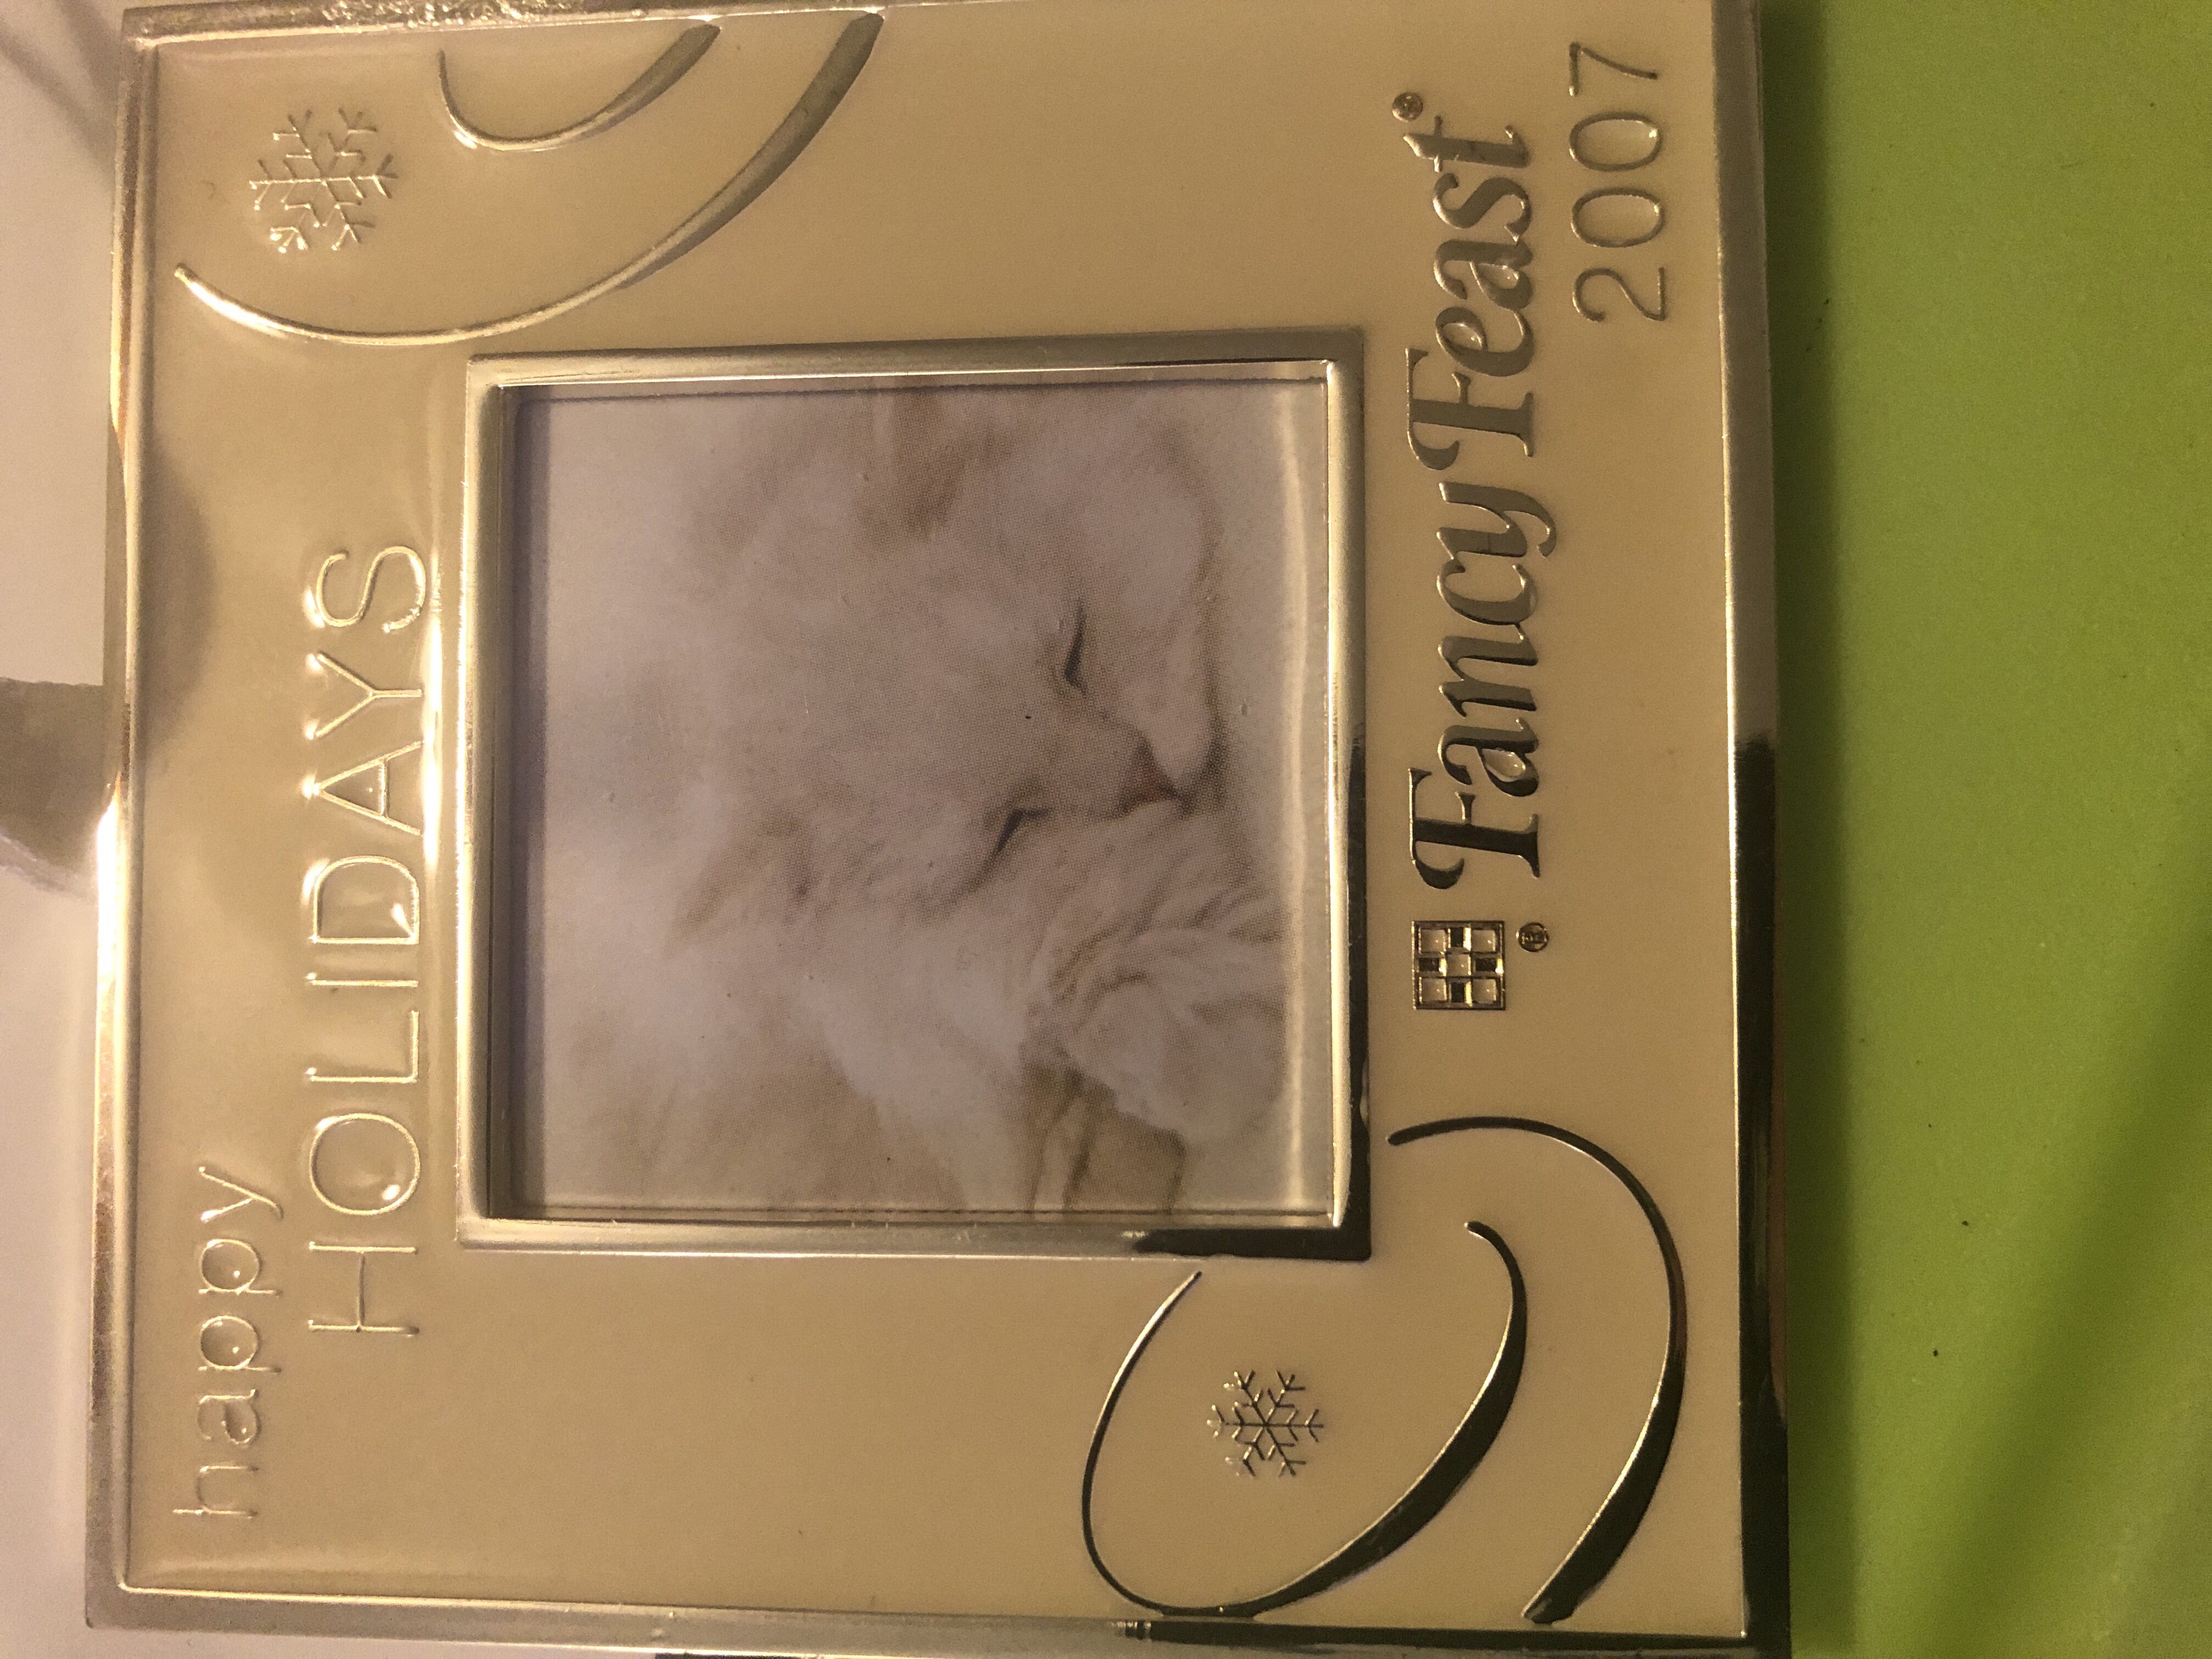 happy
HOLIDAYS
® Fancy Feast®
2007